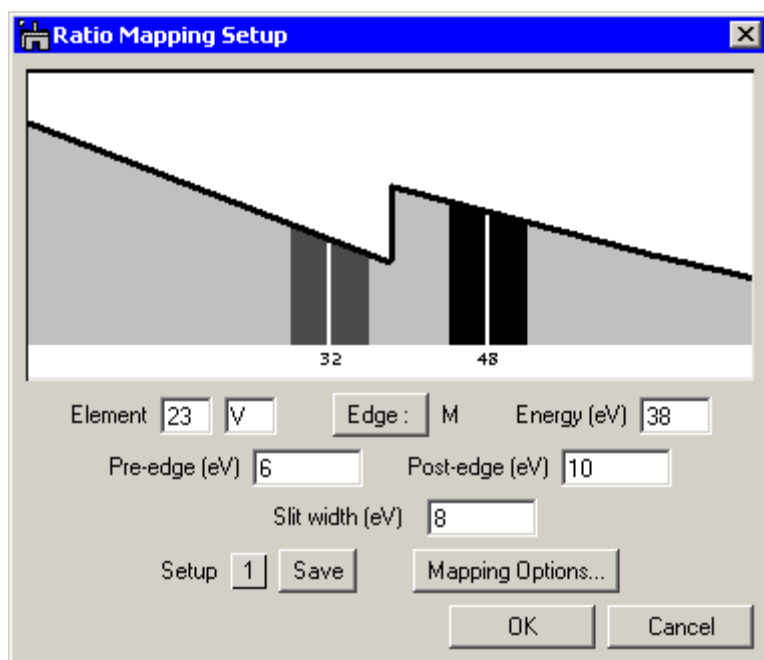 Ratio Mapping Setup
32 48
Element 23 V Edge : M Energy (eV) 38
Pre-edge (eV) 6 Post-edge (eV) 10
Slit width (eV) 8
Setup 1 Save Mapping Options...
OK Cancel